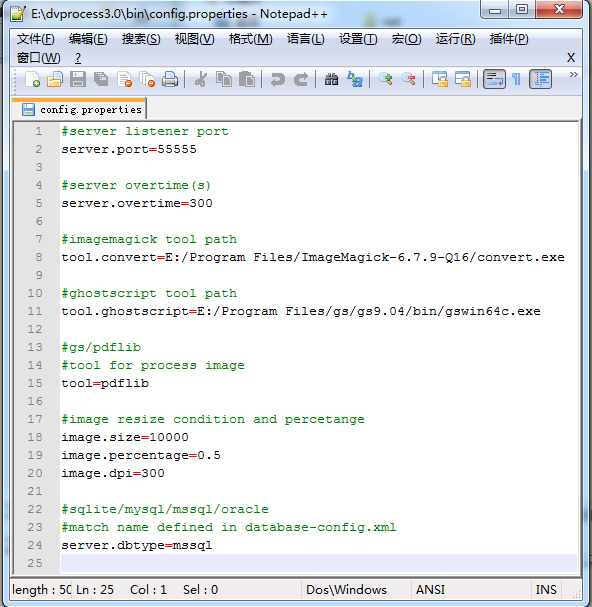 E:\dvprocess3.0\bin\config.properties - Notepad++
文件(F) 编辑(E) 搜索(S) 视图(V) 格式(M) 语言(L) 设置(T) 宏(O) 运行(R) 插件(P)
窗口(W) ? X
config.properties
1 #server listener port
2 server.port=55555
3
4 #server overtime(s)
5 server.overtime=300
6
7 #imagemagick tool path
8 tool.convert=E:/Program Files/ImageMagick-6.7.9-Q16/convert.exe
9
10 #ghostscript tool path
11 tool.ghostscript=E:/Program Files/gs/gs9.04/bin/gswin64c.exe
12
13 #gs/pdflib
14 #tool for process image
15 tool=pdflib
16
17 #image resize condition and percetange
18 image.size=10000
19 image.percentage=0.5
20 image.dpi=300
21
22 #sqlite/mysql/mssql/oracle
23 #match name defined in database-config.xml
24 server.dbtype=mssql
25
length : 50 Ln : 25 Col : 1 Sel : 0 Dos\Windows ANSI INS